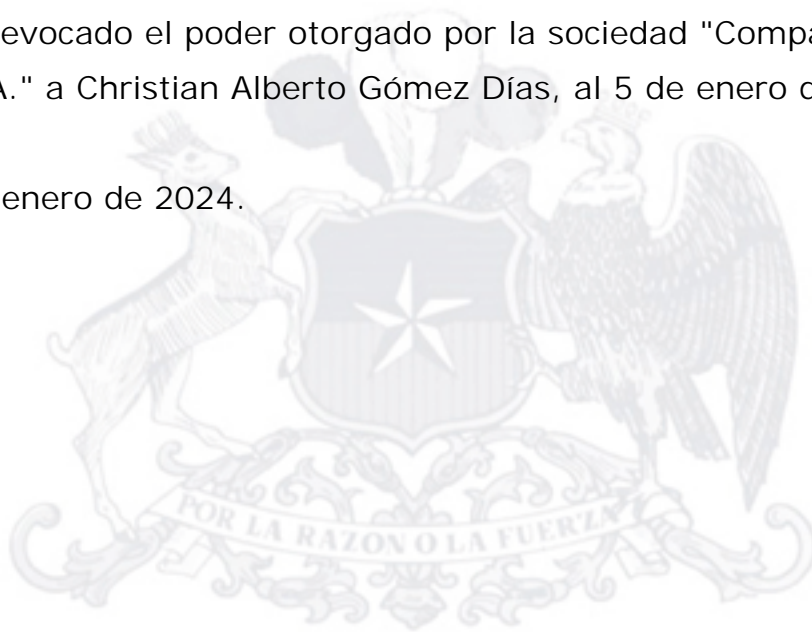 evocado el poder otorgado por la sociedad "Compa
A." a Christian Alberto Gómez Días, al 5 de enero d
enero de 2024.
POR LA RAZON O LA FUERZA